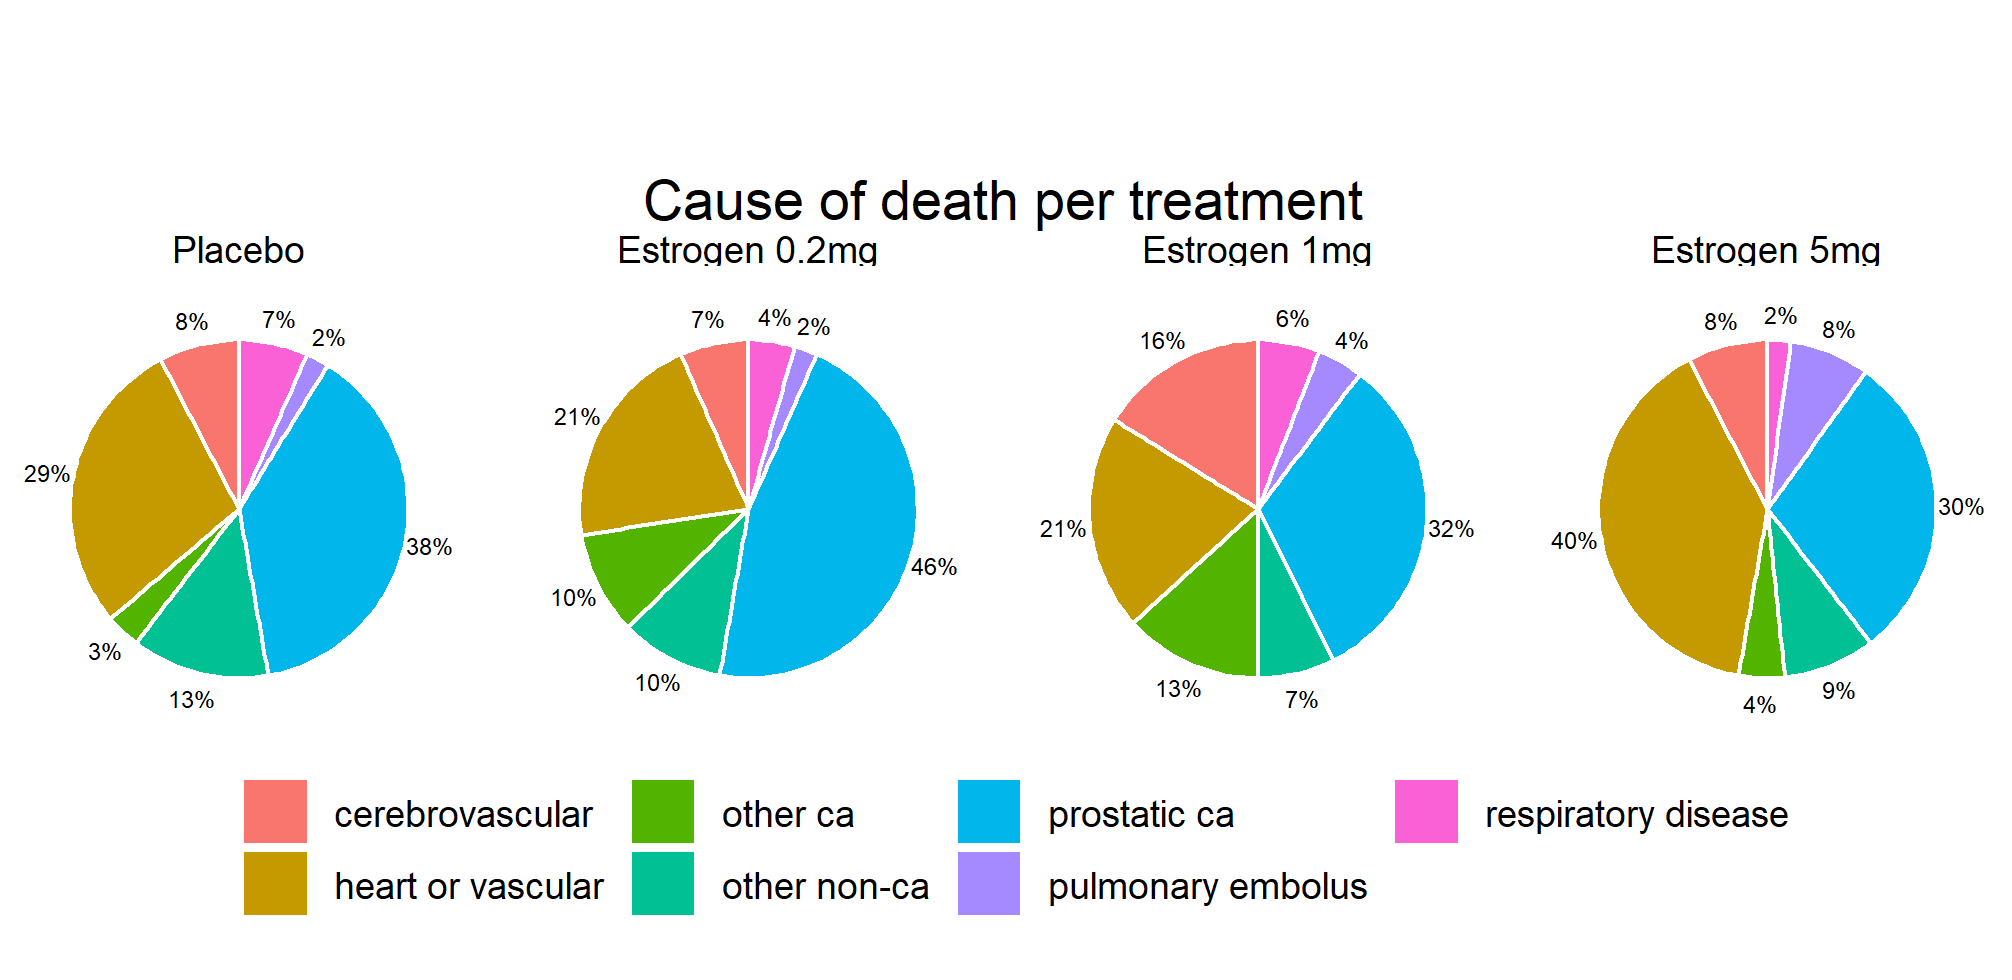 Cause of death per treatment
Placebo
Estrogen 0.2mg
Estrogen 1mg
Estrogen 5mg
8%
7%
2%
29%
38%
3%
13%
7%
4%
2%
21%
46%
10%
10%
16%
6%
4%
21%
32%
13%
7%
8%
2%
8%
40%
30%
4%
9%
cerebrovascular
other ca
prostatic ca
respiratory disease
heart or vascular
other non-ca
pulmonary embolus